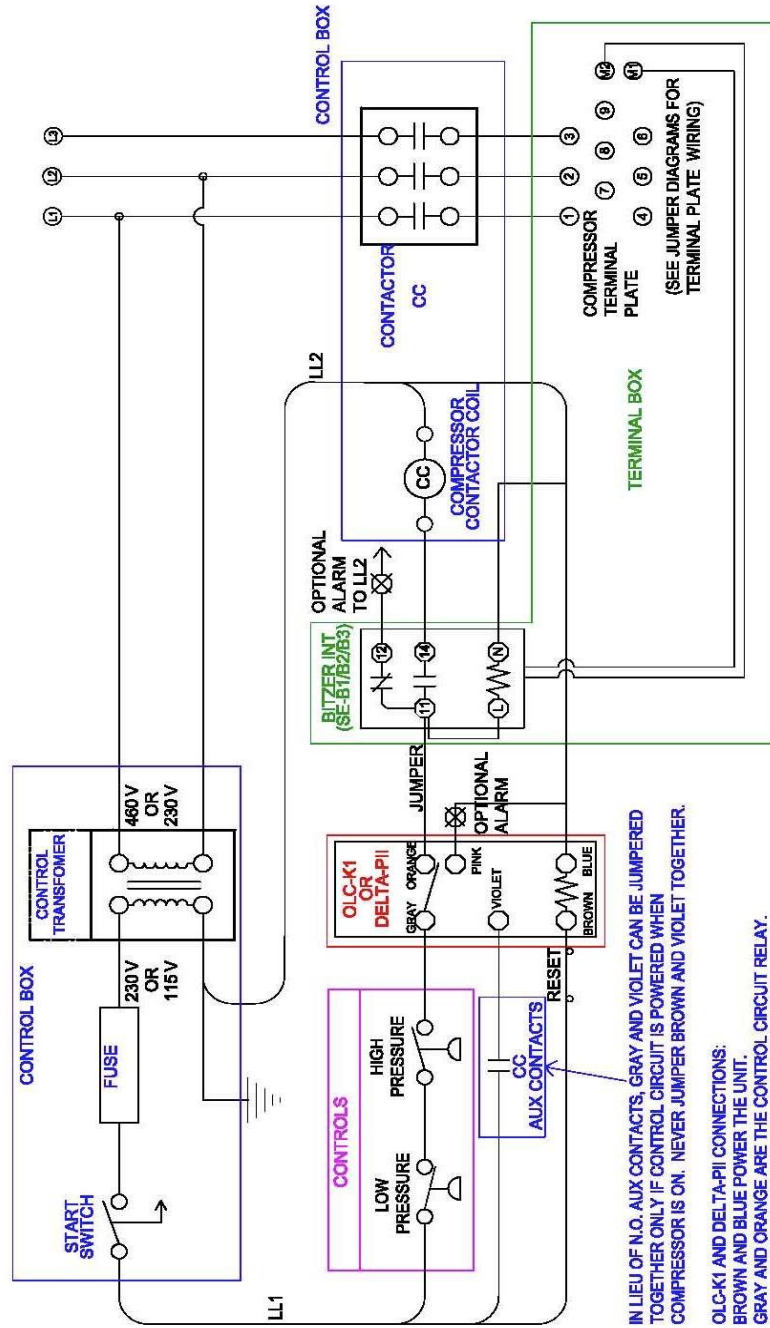 CONTROL BOX
START
SWITCH
FUSE
230 V
OR
115 V
CONTROL
TRANSFOMER
460 V
OR
230 V
L1
L2
L3
LL1
LL2
CONTROLS
LOW
PRESSURE
HIGH
PRESSURE
CC
AUX CONTACTS
RESET
OLC-K1
OR
DELTA-PII
GRAY
ORANGE
PINK
VIOLET
BROWN
BLUE
OPTIONAL
ALARM
JUMPER
BITZER INT
(SE-B1/B2/B3)
11
12
14
L
N
OPTIONAL
ALARM
TO LL2
CC
COMPRESSOR
CONTACTOR COIL
CONTACTOR
CC
CONTROL BOX
TERMINAL BOX
COMPRESSOR
TERMINAL
PLATE
1
2
3
7
8
9
4
5
6
M2
M1
(SEE JUMPER DIAGRAMS FOR
TERMINAL PLATE WIRING)
IN LIEU OF N.O. AUX CONTACTS, GRAY AND VIOLET CAN BE JUMPERED
TOGETHER ONLY IF CONTROL CIRCUIT IS POWERED WHEN
COMPRESSOR IS ON. NEVER JUMPER BROWN AND VIOLET TOGETHER.
OLC-K1 AND DELTA-PII CONNECTIONS:
BROWN AND BLUE POWER THE UNIT.
GRAY AND ORANGE ARE THE CONTROL CIRCUIT RELAY.